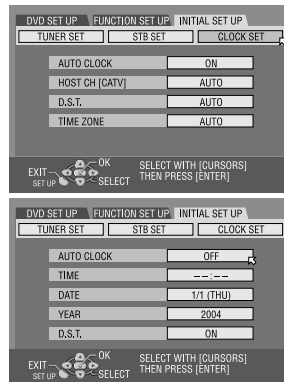 DVD SET UP FUNCTION SET UP INITIAL SET UP
TUNER SET STB SET CLOCK SET
AUTO CLOCK ON
HOST CH [CATV] AUTO
D.S.T. AUTO
TIME ZONE AUTO
OK
EXIT SELECT WITH [CURSORS]
SET UP SELECT THEN PRESS [ENTER]
DVD SET UP FUNCTION SET UP INITIAL SET UP
TUNER SET STB SET CLOCK SET
AUTO CLOCK OFF
TIME --:--
DATE 1/1 (THU)
YEAR 2004
D.S.T. ON
OK
EXIT SELECT WITH [CURSORS]
SET UP SELECT THEN PRESS [ENTER]